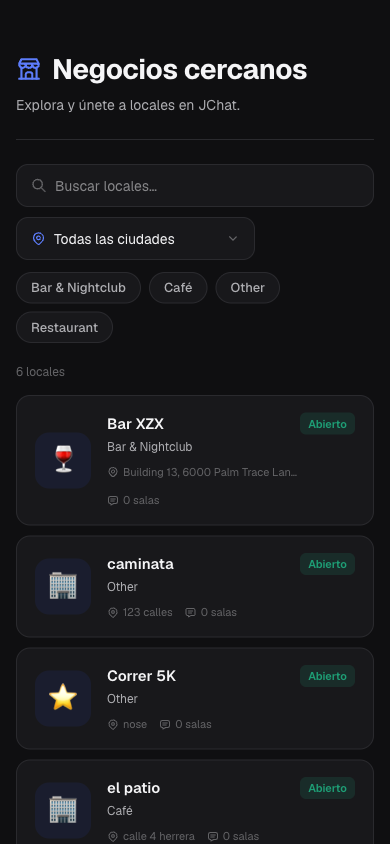 Negocios cercanos
Explora y únete a locales en JChat.
Buscar locales...
Todas las ciudades
Bar & Nightclub
Café
Other
Restaurant
6 locales
Bar XZX
Abierto
Bar & Nightclub
Building 13, 6000 Palm Trace Lan...
0 salas
caminata
Abierto
Other
123 calles
0 salas
Correr 5K
Abierto
Other
nose
0 salas
el patio
Abierto
Café
calle 4 herrera
0 salas